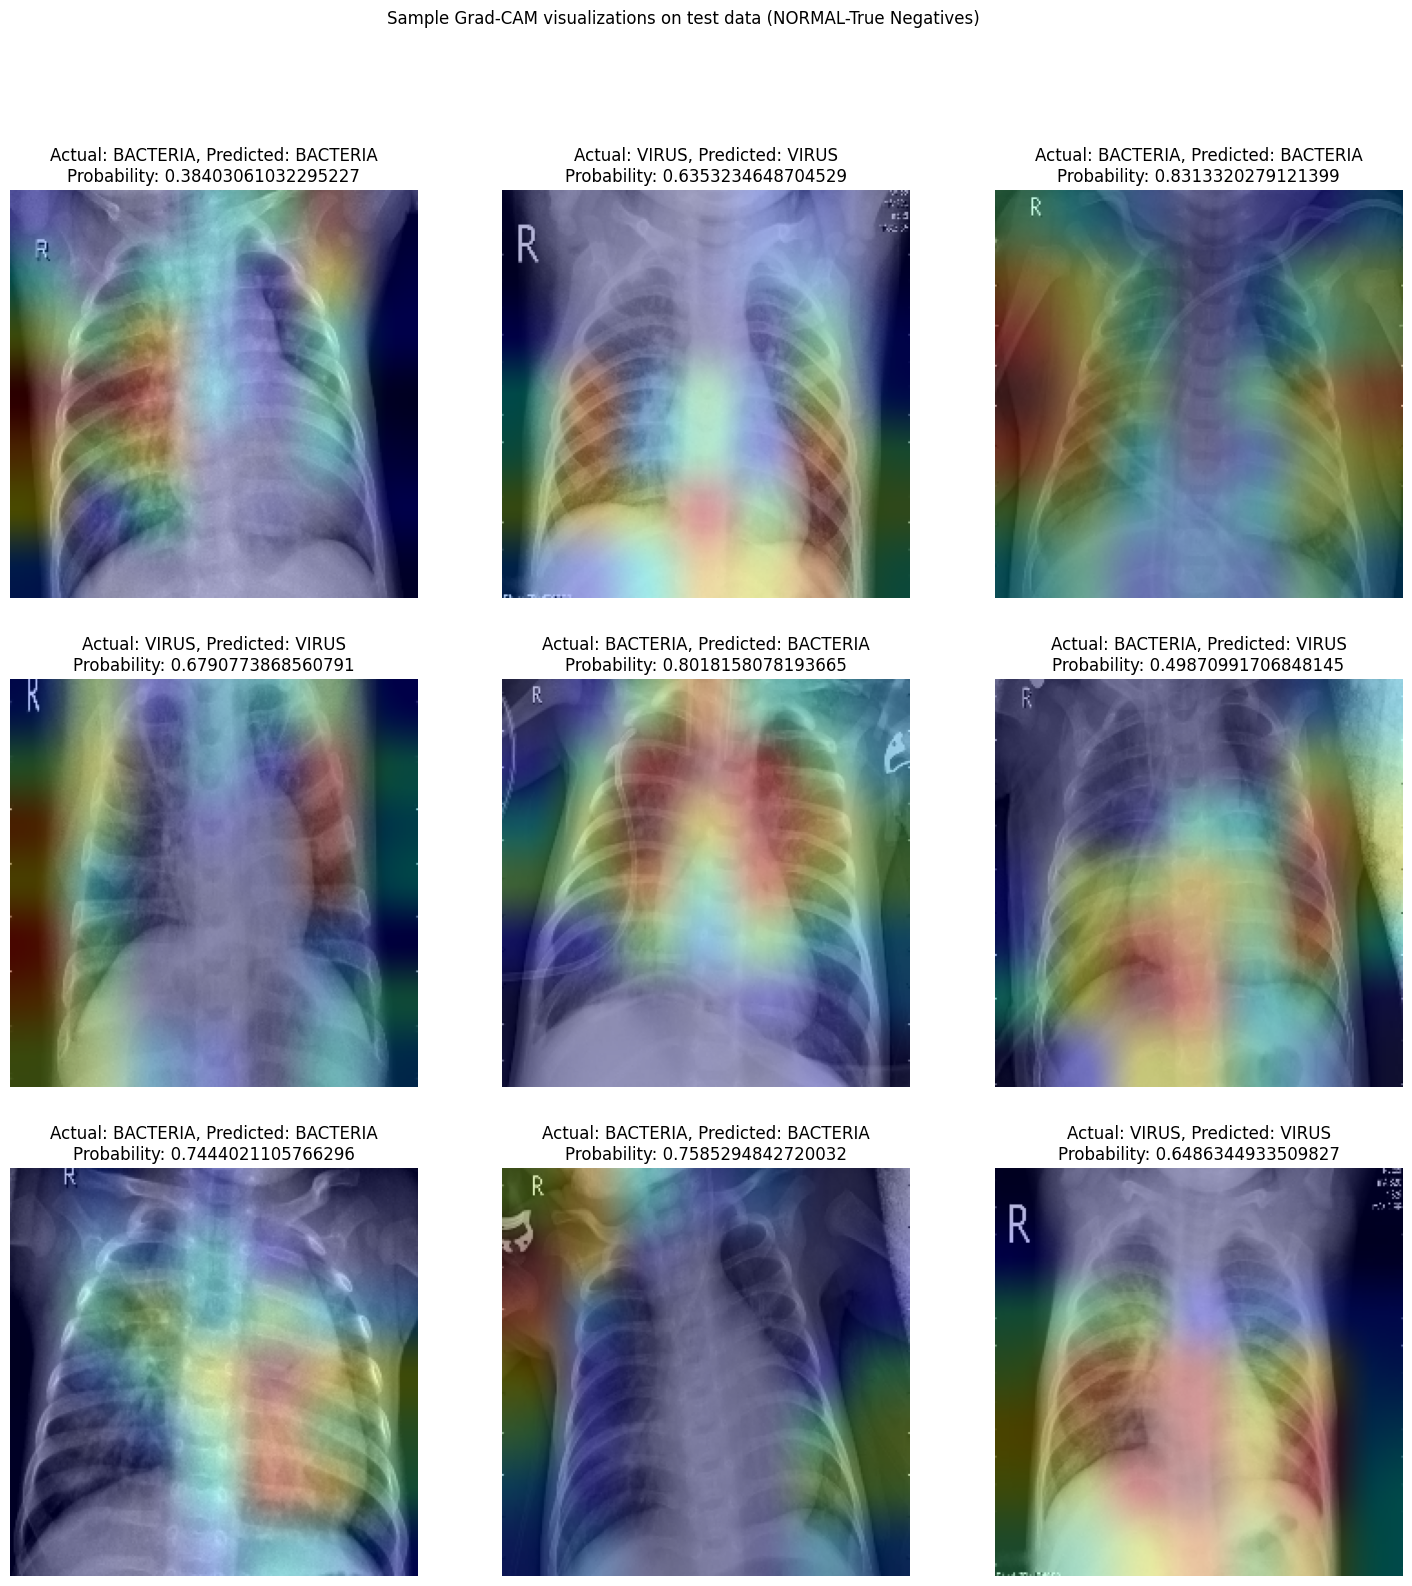 Sample Grad-CAM visualizations on test data (NORMAL-True Negatives)
Actual: BACTERIA, Predicted: BACTERIA
Probability: 0.38403061032295227
Actual: VIRUS, Predicted: VIRUS
Probability: 0.6353234648704529
Actual: BACTERIA, Predicted: BACTERIA
Probability: 0.8313320279121399
R
R
R
Actual: VIRUS, Predicted: VIRUS
Probability: 0.6790773868560791
Actual: BACTERIA, Predicted: BACTERIA
Probability: 0.8018158078193665
Actual: BACTERIA, Predicted: VIRUS
Probability: 0.49870991706848145
R
R
R
Actual: BACTERIA, Predicted: BACTERIA
Probability: 0.7444021105766296
Actual: BACTERIA, Predicted: BACTERIA
Probability: 0.7585294842720032
Actual: VIRUS, Predicted: VIRUS
Probability: 0.6486344933509827
R
R
R